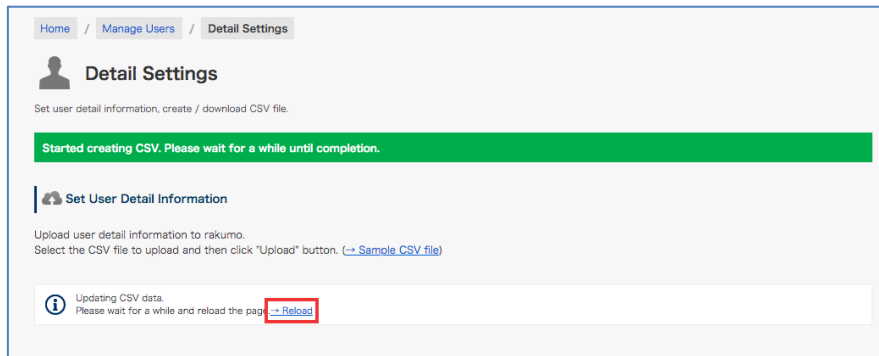 Home / Manage Users / Detail Settings
Detail Settings
Set user detail information, create / download CSV file.
Started creating CSV. Please wait for a while until completion.
Set User Detail Information
Upload user detail information to rakumo.
Select the CSV file to upload and then click "Upload" button. (→ Sample CSV file)
Updating CSV data.
Please wait for a while and reload the page.→ Reload